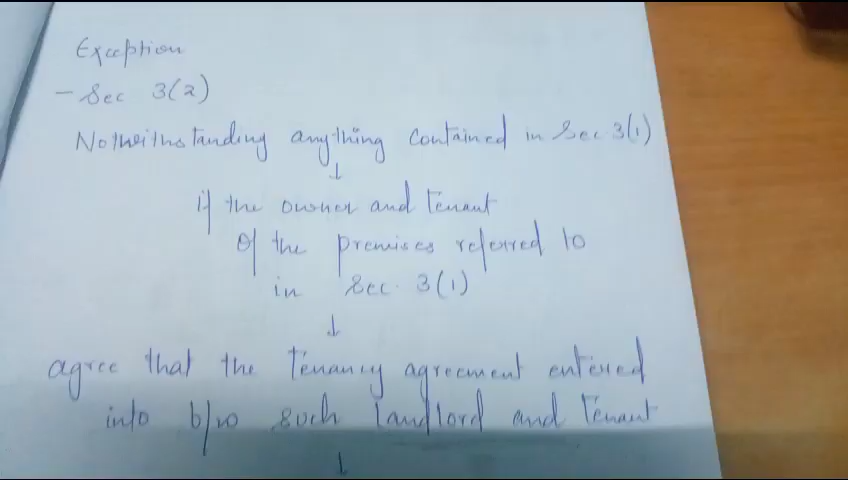 Exception
- Sec 3(2)
Notwithstanding anything contained in Sec. 3(1)
↓
if the owner and tenant
of the premises referred to
in Sec. 3(1)
↓
agree that the tenancy agreement entered
into b/w such landlord and tenant
↓